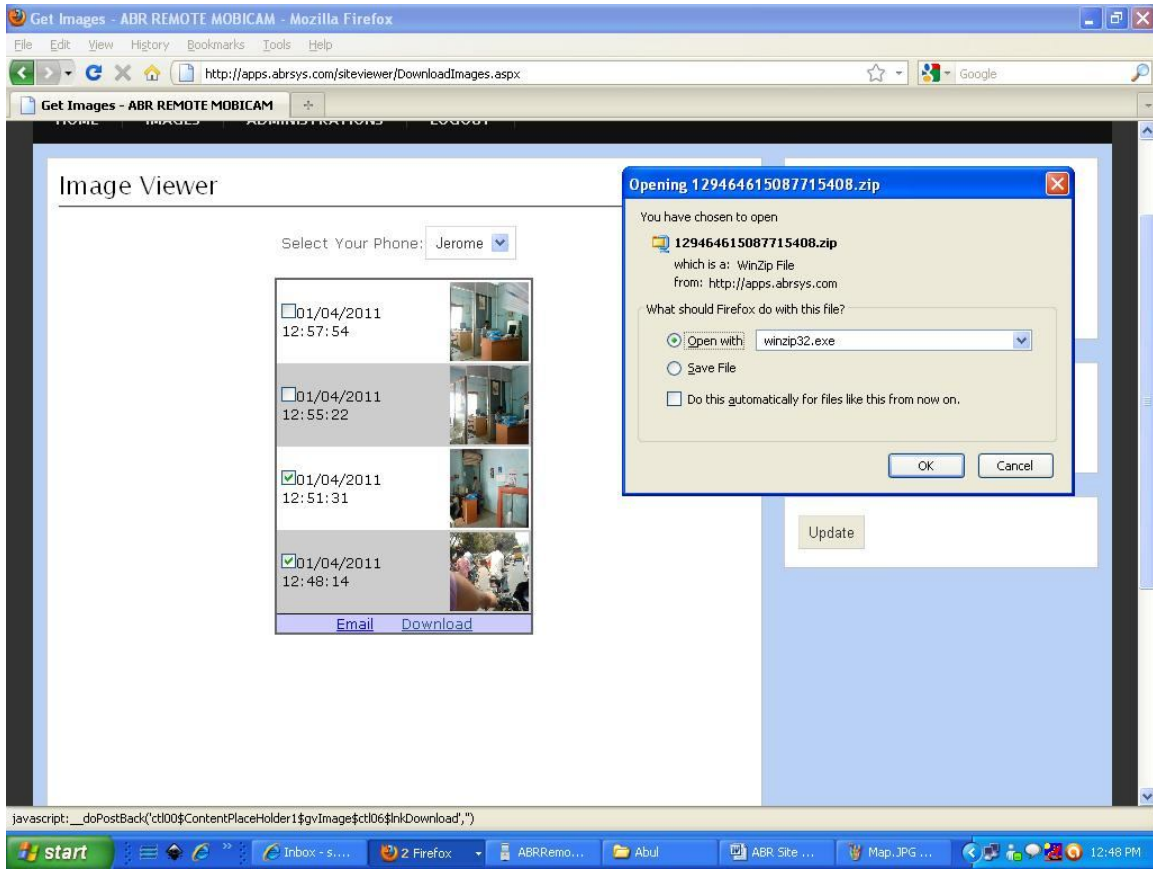 Get Images - ABR REMOTE MOBICAM - Mozilla Firefox
File Edit View History Bookmarks Tools Help
http://apps.abrsys.com/siteviewer/DownloadImages.aspx
Google
Get Images - ABR REMOTE MOBICAM
HOME IMAGES ADMINISTRATIONS LOGOUT
Image Viewer
Select Your Phone: Jerome
01/04/2011
12:57:54
01/04/2011
12:55:22
01/04/2011
12:51:31
01/04/2011
12:48:14
Email Download
Opening 129464615087715408.zip
You have chosen to open
129464615087715408.zip
which is a: WinZip File
from: http://apps.abrsys.com
What should Firefox do with this file?
Open with winzip32.exe
Save File
Do this automatically for files like this from now on.
OK Cancel
Update
javascript:__doPostBack('ctl00$ContentPlaceHolder1$gvImage$ctl06$lnkDownload','')
start Inbox - s.... 2 Firefox ABRRemo... Abul ABR Site ... Map.JPG ... 12:48 PM